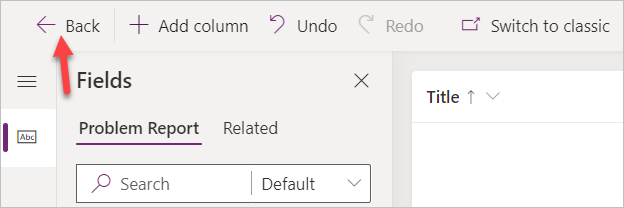 Back Add column Undo Redo Switch to classic
Fields
Abc
Title
Problem Report Related
Search Default